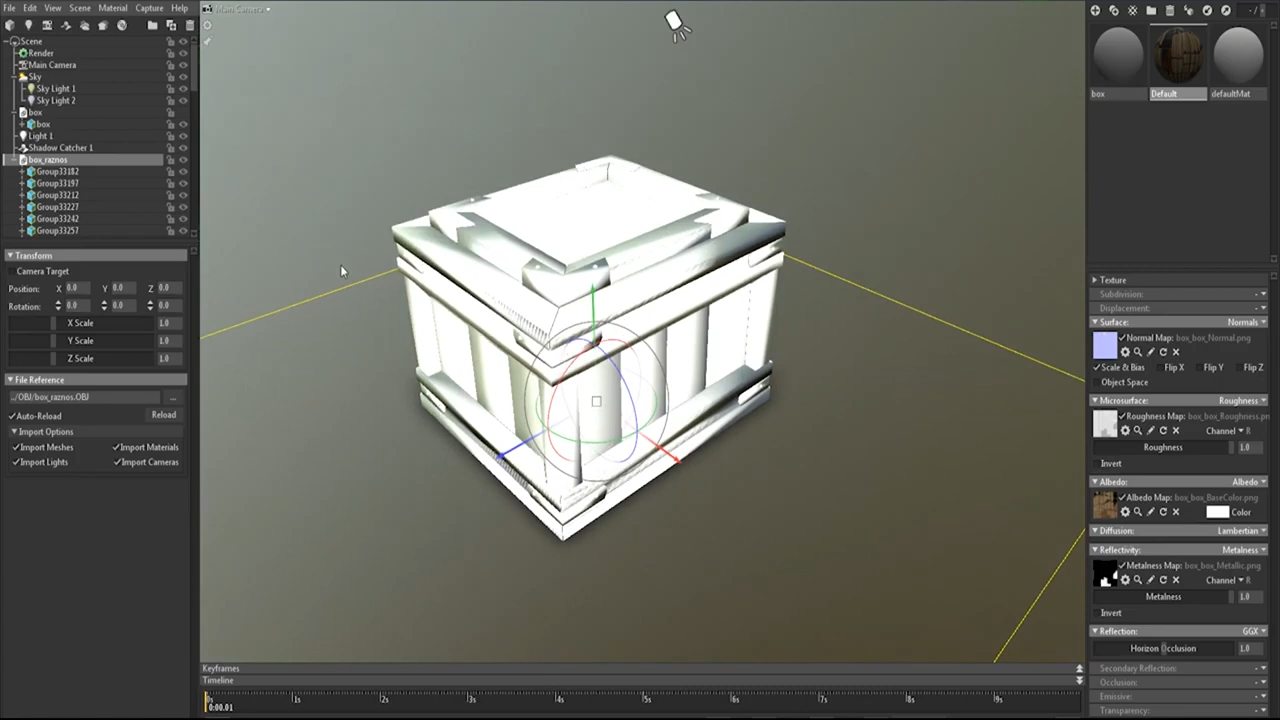 File Edit View Scene Material Capture Help
Main Camera
Scene
Render
Main Camera
Sky
Sky Light 1
Sky Light 2
box
box
Light 1
Shadow Catcher 1
box_raznos
Group33182
Group33197
Group33212
Group33227
Group33242
Group33257
Transform
Camera Target
Position: X 0.0 Y 0.0 Z 0.0
Rotation: 0.0 0.0 0.0
X Scale 1.0
Y Scale 1.0
Z Scale 1.0
File Reference
../OBJ/box_raznos.OBJ ...
Auto-Reload Reload
Import Options
Import Meshes Import Materials
Import Lights Import Cameras
Keyframes
Timeline
0s 1s 2s 3s 4s 5s 6s 7s 8s 9s
0:00.01
box Default defaultMat
Texture
Subdivision:
Displacement:
Surface: Normals
Normal Map: box_box_Normal.png
Scale & Bias Flip X Flip Y Flip Z
Object Space
Microsurface: Roughness
Roughness Map: box_box_Roughness.pn
Channel R
Roughness 1.0
Invert
Albedo: Albedo
Albedo Map: box_box_BaseColor.png
Color
Diffusion: Lambertian
Reflectivity: Metalness
Metalness Map: box_box_Metallic.png
Channel R
Metalness 1.0
Invert
Reflection: GGX
Horizon Occlusion 1.0
Secondary Reflection:
Occlusion:
Emissive:
Transparency: